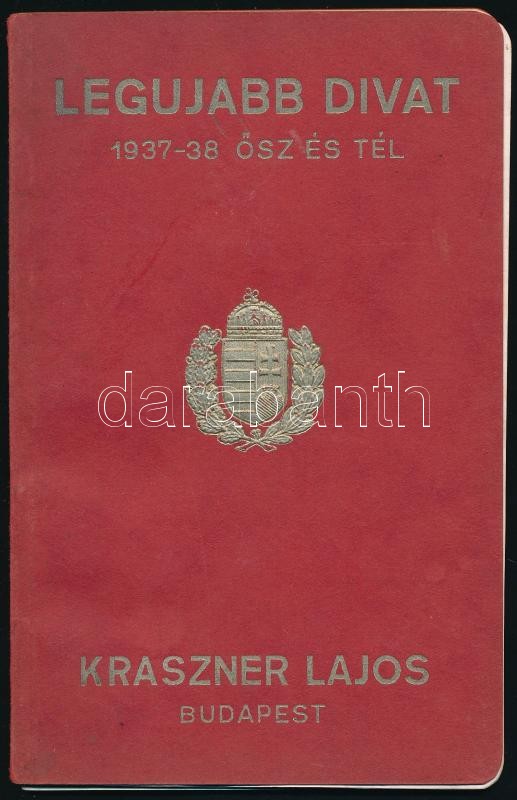 LEGUJABB DIVAT
1937-38 ŐSZ ÉS TÉL
darabanth
KRASZNER LAJOS
BUDAPEST